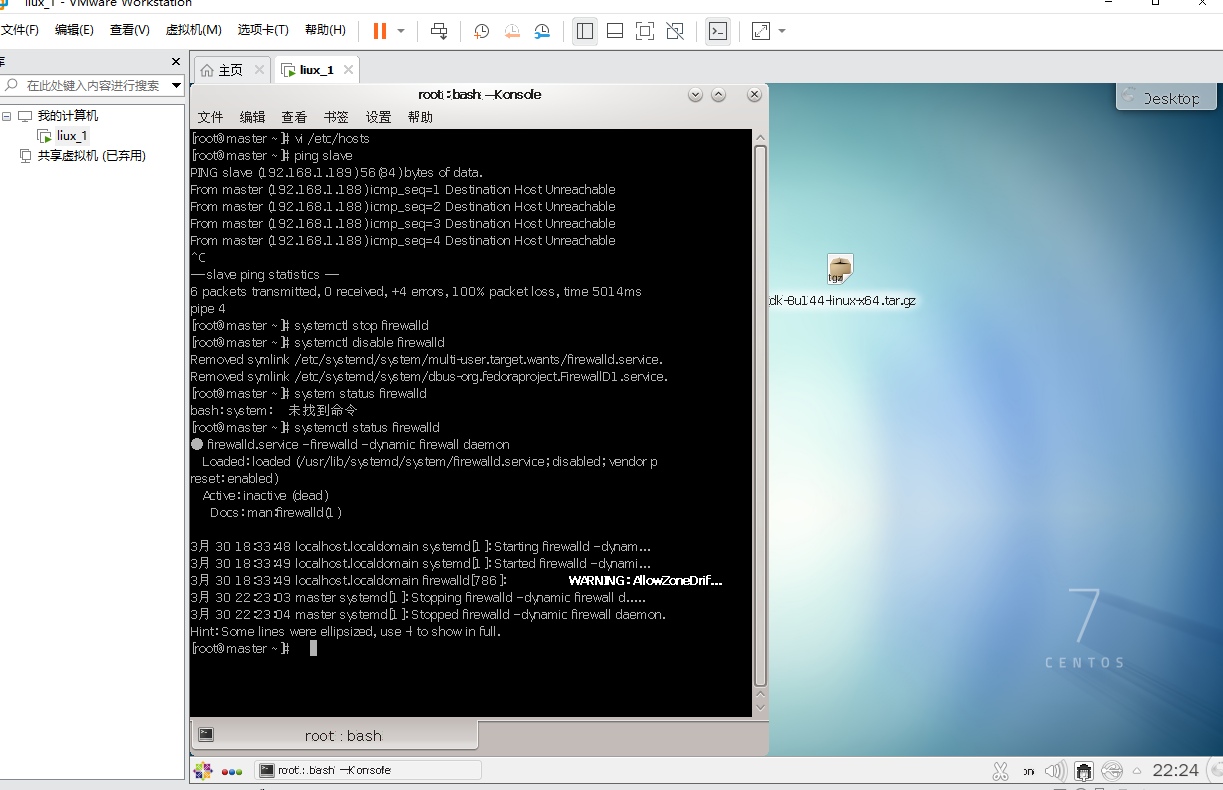 liux_1 - VMware Workstation
文件(F) 编辑(E) 查看(V) 虚拟机(M) 选项卡(T) 帮助(H)
库
在此处键入内容进行搜索
我的计算机
liux_1
共享虚拟机 (已弃用)
主页 liux_1
root : bash — Konsole
文件 编辑 查看 书签 设置 帮助
[root@master ~]# vi /etc/hosts
[root@master ~]# ping slave
PING slave (192.168.1.189) 56(84) bytes of data.
From master (192.168.1.188) icmp_seq=1 Destination Host Unreachable
From master (192.168.1.188) icmp_seq=2 Destination Host Unreachable
From master (192.168.1.188) icmp_seq=3 Destination Host Unreachable
From master (192.168.1.188) icmp_seq=4 Destination Host Unreachable
^C
--- slave ping statistics ---
6 packets transmitted, 0 received, +4 errors, 100% packet loss, time 5014ms
pipe 4
[root@master ~]# systemctl stop firewalld
[root@master ~]# systemctl disable firewalld
Removed symlink /etc/systemd/system/multi-user.target.wants/firewalld.service.
Removed symlink /etc/systemd/system/dbus-org.fedoraproject.FirewallD1.service.
[root@master ~]# system status firewalld
bash: system: 未找到命令
[root@master ~]# systemctl status firewalld
● firewalld.service - firewalld - dynamic firewall daemon
Loaded: loaded (/usr/lib/systemd/system/firewalld.service; disabled; vendor p
reset: enabled)
Active: inactive (dead)
Docs: man:firewalld(1)
3月 30 18:33:48 localhost.localdomain systemd[1]: Starting firewalld - dynam...
3月 30 18:33:49 localhost.localdomain systemd[1]: Started firewalld - dynami...
3月 30 18:33:49 localhost.localdomain firewalld[786]: WARNING: AllowZoneDrif...
3月 30 22:23:03 master systemd[1]: Stopping firewalld - dynamic firewall d.....
3月 30 22:23:04 master systemd[1]: Stopped firewalld - dynamic firewall daemon.
Hint: Some lines were ellipsized, use -l to show in full.
[root@master ~]#
root : bash
Desktop
tgz
dk-8u144-linux-x64.tar.gz
7
CENTOS
root : bash — Konsole
22:24